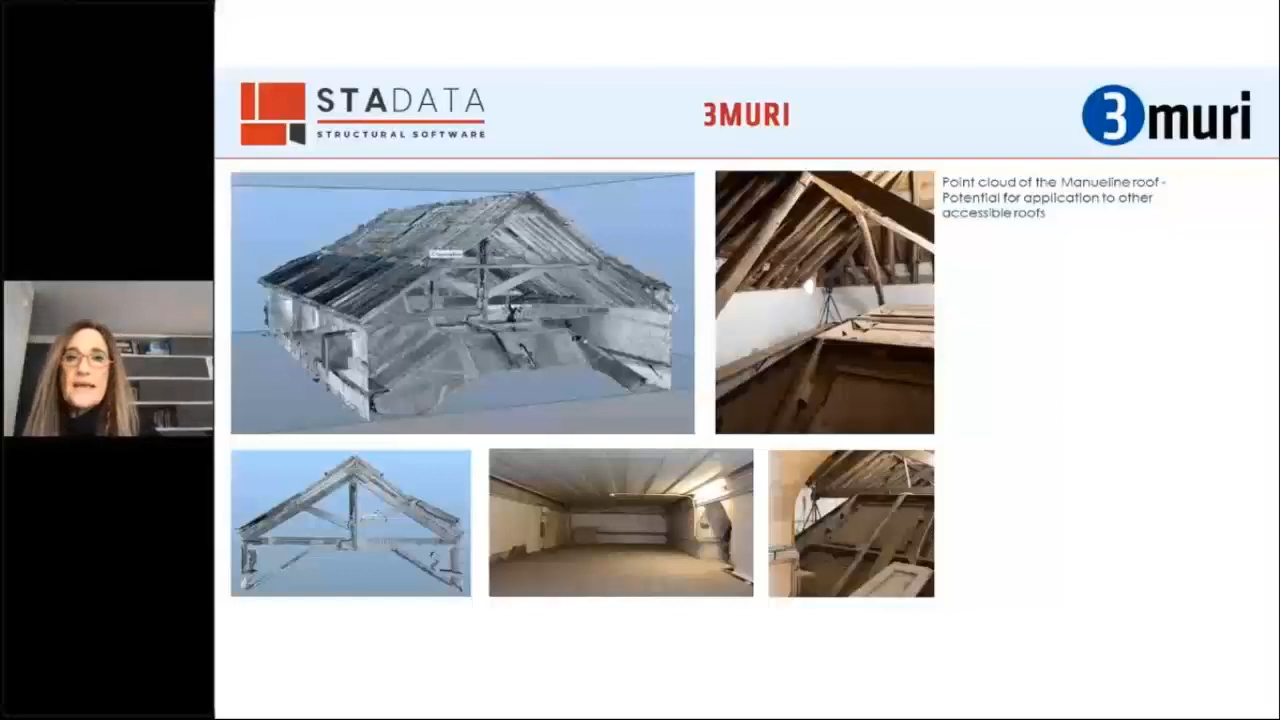 STADATA
STRUCTURAL SOFTWARE
3MURI
3muri
Point cloud of the Manueline roof -
Potential for application to other
accessible roofs